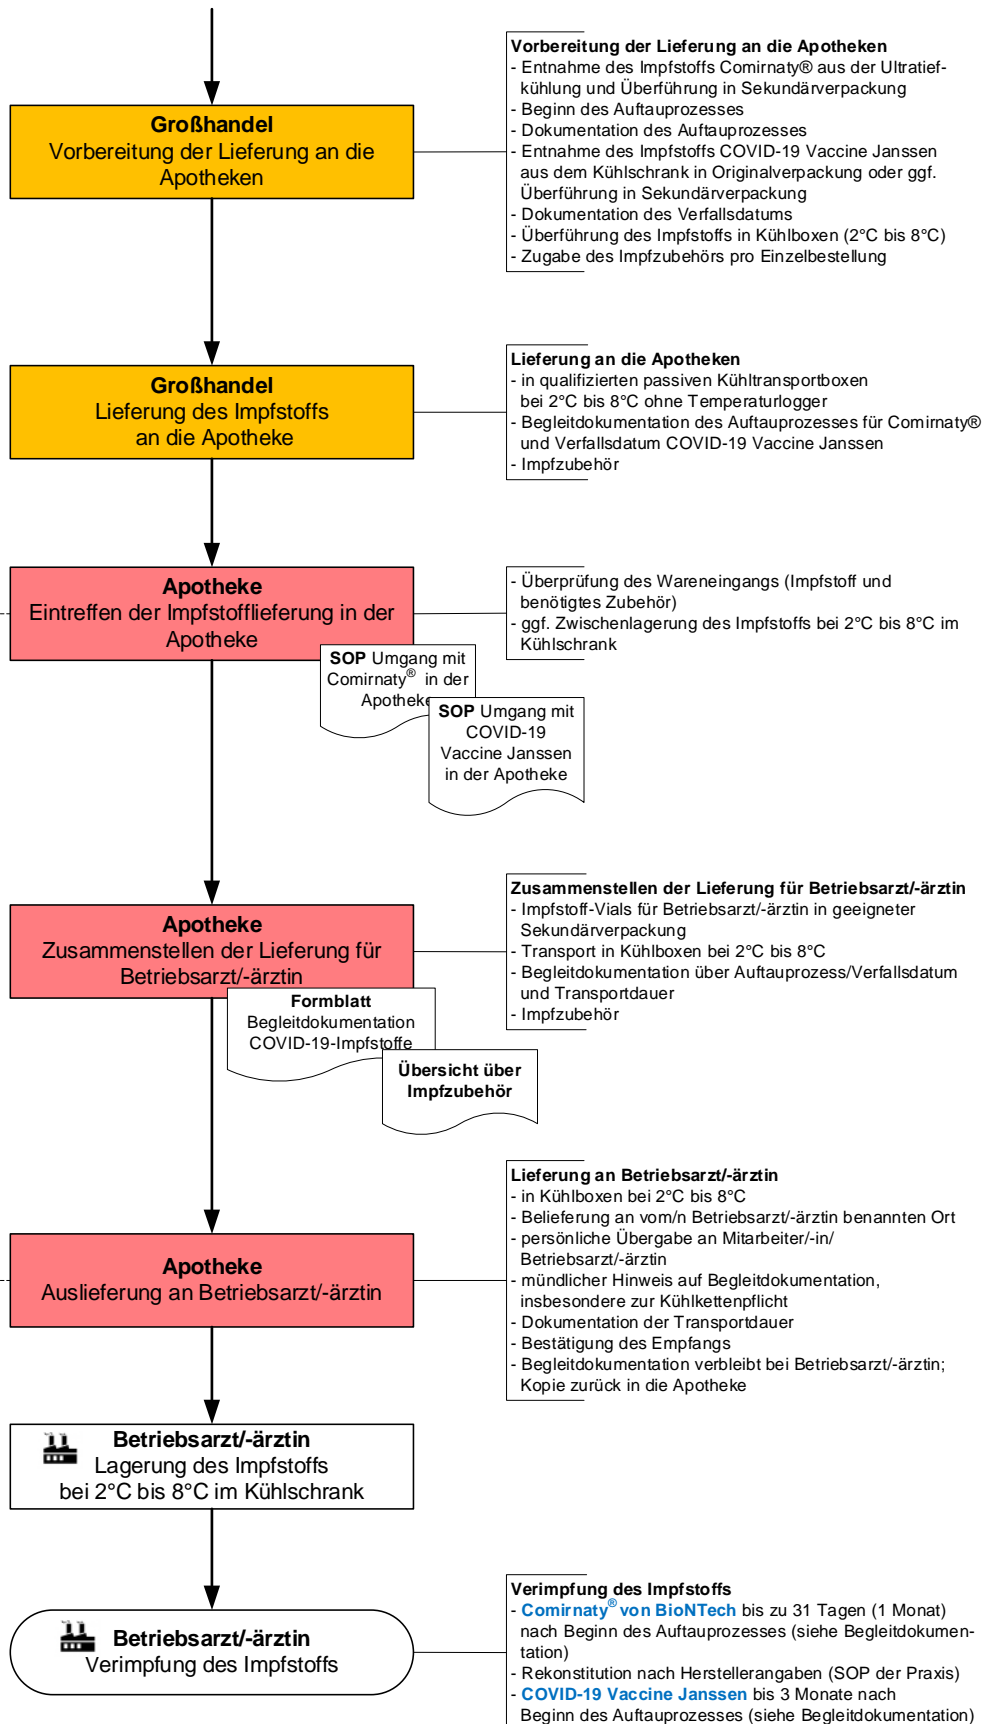 Großhandel
Vorbereitung der Lieferung an die
Apotheken
Vorbereitung der Lieferung an die Apotheken
- Entnahme des Impfstoffs Comirnaty® aus der Ultratief-
kühlung und Überführung in Sekundärverpackung
- Beginn des Auftauprozesses
- Dokumentation des Auftauprozesses
- Entnahme des Impfstoffs COVID-19 Vaccine Janssen
aus dem Kühlschrank in Originalverpackung oder ggf.
Überführung in Sekundärverpackung
- Dokumentation des Verfallsdatums
- Überführung des Impfstoffs in Kühlboxen (2°C bis 8°C)
- Zugabe des Impfzubehörs pro Einzelbestellung
Großhandel
Lieferung des Impfstoffs
an die Apotheke
Lieferung an die Apotheken
- in qualifizierten passiven Kühltransportboxen
bei 2°C bis 8°C ohne Temperaturlogger
- Begleitdokumentation des Auftauprozesses für Comirnaty®
und Verfallsdatum COVID-19 Vaccine Janssen
- Impfzubehör
Apotheke
Eintreffen der Impfstofflieferung in der
Apotheke
- Überprüfung des Wareneingangs (Impfstoff und
benötigtes Zubehör)
- ggf. Zwischenlagerung des Impfstoffs bei 2°C bis 8°C im
Kühlschrank
SOP Umgang mit
Comirnaty® in der
Apotheke
SOP Umgang mit
COVID-19
Vaccine Janssen
in der Apotheke
Apotheke
Zusammenstellen der Lieferung für
Betriebsarzt/-ärztin
Zusammenstellen der Lieferung für Betriebsarzt/-ärztin
- Impfstoff-Vials für Betriebsarzt/-ärztin in geeigneter
Sekundärverpackung
- Transport in Kühlboxen bei 2°C bis 8°C
- Begleitdokumentation über Auftauprozess/Verfallsdatum
und Transportdauer
- Impfzubehör
Formblatt
Begleitdokumentation
COVID-19-Impfstoffe
Übersicht über
Impfzubehör
Apotheke
Auslieferung an Betriebsarzt/-ärztin
Lieferung an Betriebsarzt/-ärztin
- in Kühlboxen bei 2°C bis 8°C
- Belieferung an vom/n Betriebsarzt/-ärztin benannten Ort
- persönliche Übergabe an Mitarbeiter/-in/
Betriebsarzt/-ärztin
- mündlicher Hinweis auf Begleitdokumentation,
insbesondere zur Kühlkettenpflicht
- Dokumentation der Transportdauer
- Bestätigung des Empfangs
- Begleitdokumentation verbleibt bei Betriebsarzt/-ärztin;
Kopie zurück in die Apotheke
Betriebsarzt/-ärztin
Lagerung des Impfstoffs
bei 2°C bis 8°C im Kühlschrank
Betriebsarzt/-ärztin
Verimpfung des Impfstoffs
Verimpfung des Impfstoffs
- Comirnaty® von BioNTech bis zu 31 Tagen (1 Monat)
nach Beginn des Auftauprozesses (siehe Begleitdokumen-
tation)
- Rekonstitution nach Herstellerangaben (SOP der Praxis)
- COVID-19 Vaccine Janssen bis 3 Monate nach
Beginn des Auftauprozesses (siehe Begleitdokumentation)